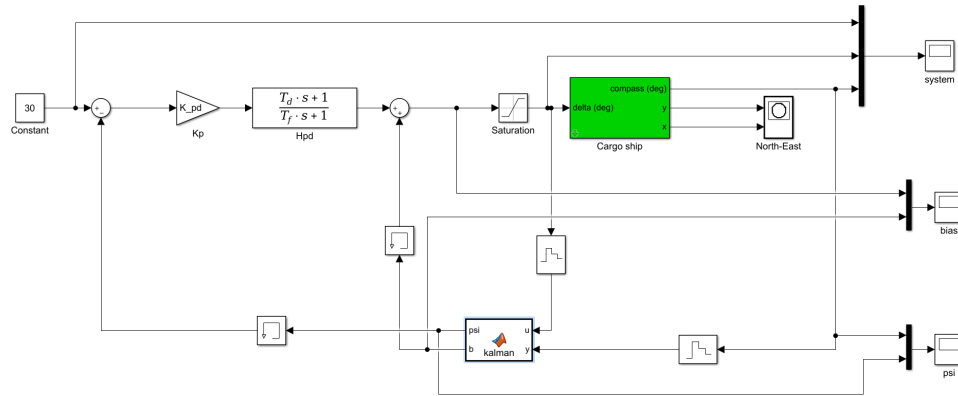 system
30
Constant
+
−
K_pd
Kp
T_d · s + 1
T_f · s + 1
Hpd
+
+
Saturation
delta (deg)
compass (deg)
y
x
Cargo ship
North-East
bias
psi
b
kalman
u
y
psi